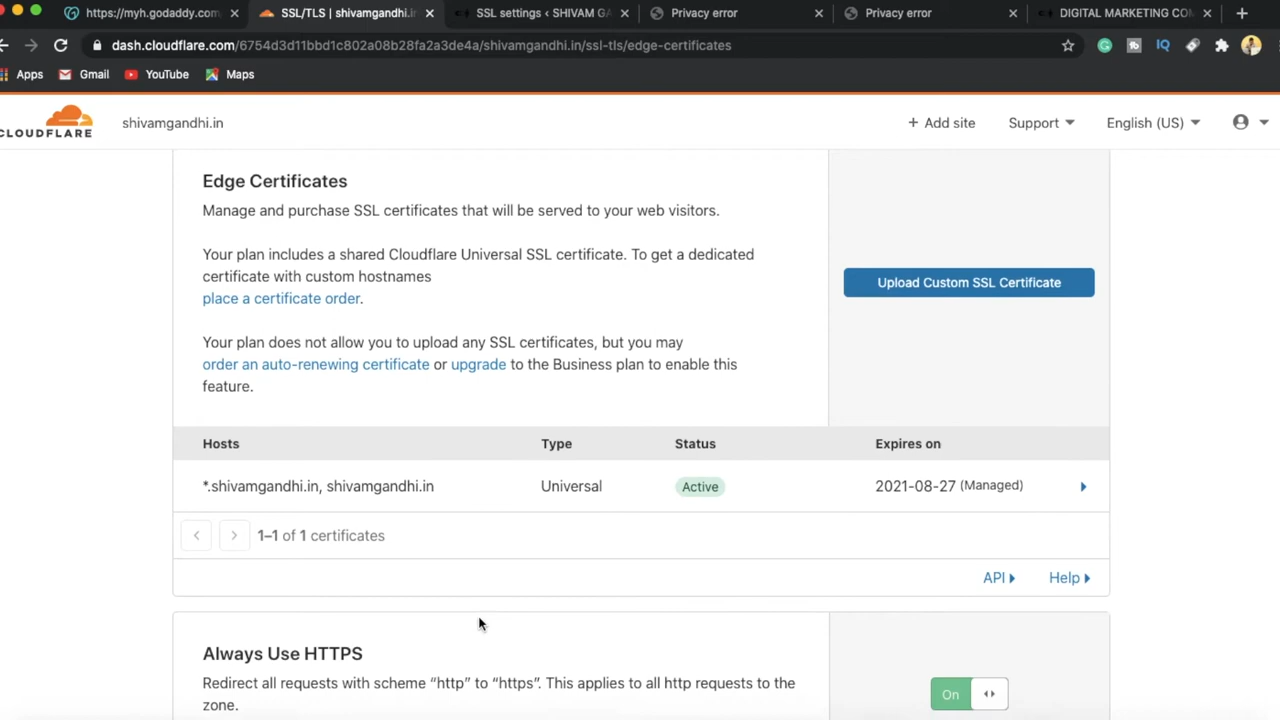 https://myh.godaddy.com
SSL/TLS | shivamgandhi.in
SSL settings ‹ SHIVAM GA
Privacy error
Privacy error
DIGITAL MARKETING CO
dash.cloudflare.com/6754d3d11bbd1c802a08b28fa2a3de4a/shivamgandhi.in/ssl-tls/edge-certificates
IQ
Apps
Gmail
YouTube
Maps
CLOUDFLARE
shivamgandhi.in
+ Add site
Support
English (US)
Edge Certificates
Manage and purchase SSL certificates that will be served to your web visitors.
Your plan includes a shared Cloudflare Universal SSL certificate. To get a dedicated
certificate with custom hostnames
place a certificate order.
Upload Custom SSL Certificate
Your plan does not allow you to upload any SSL certificates, but you may
order an auto-renewing certificate or upgrade to the Business plan to enable this
feature.
Hosts Type Status Expires on
*.shivamgandhi.in, shivamgandhi.in Universal Active 2021-08-27 (Managed)
1–1 of 1 certificates
API Help
Always Use HTTPS
Redirect all requests with scheme “http” to “https”. This applies to all http requests to the
zone.
On